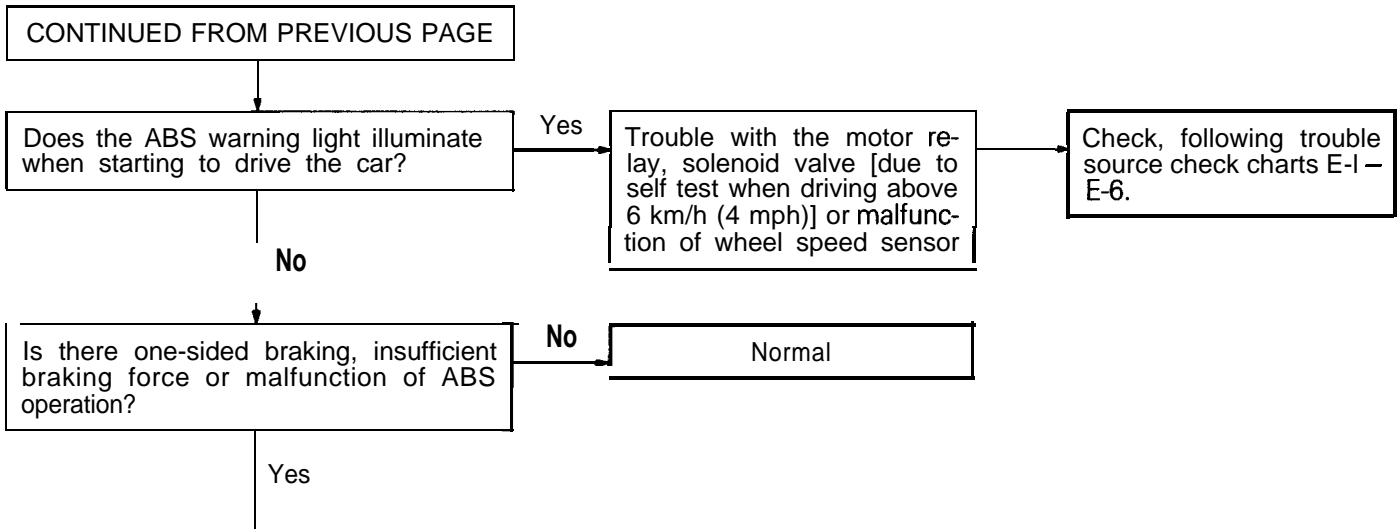 CONTINUED FROM PREVIOUS PAGE
Does the ABS warning light illuminate
when starting to drive the car?
Yes
Trouble with the motor re-
lay, solenoid valve [due to
self test when driving above
6 km/h (4 mph)] or malfunc-
tion of wheel speed sensor
Check, following trouble
source check charts E-I –
E-6.
No
Is there one-sided braking, insufficient
braking force or malfunction of ABS
operation?
No
Normal
Yes